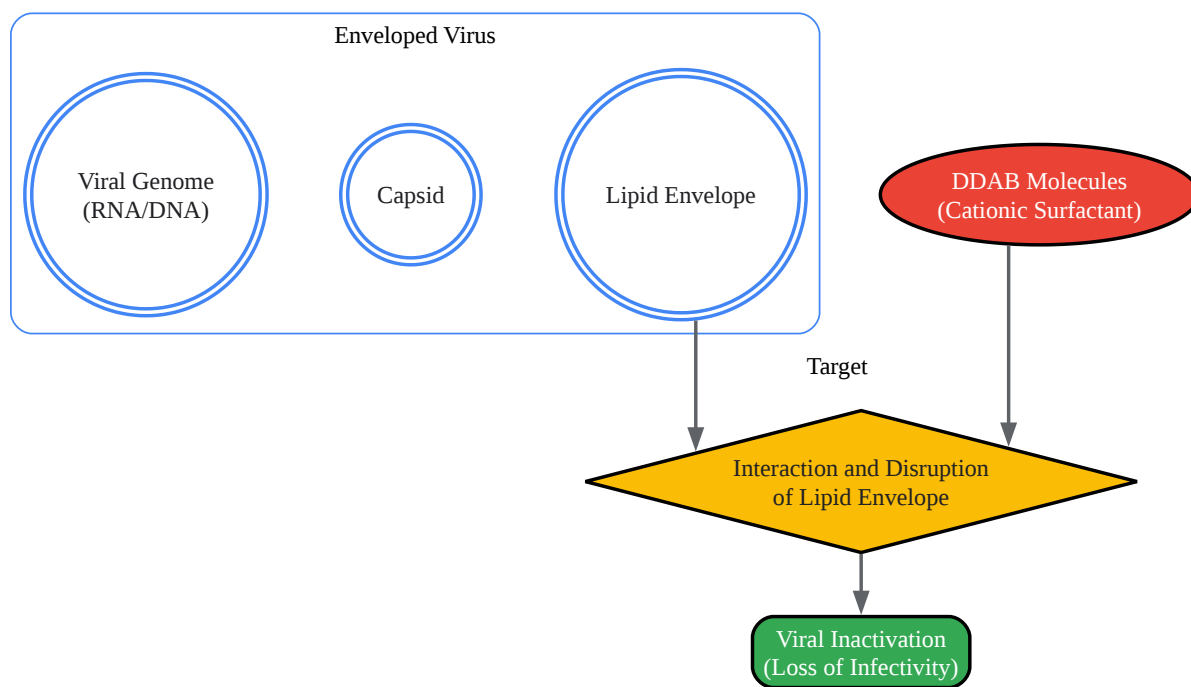 Enveloped Virus
Viral Genome
(RNA/DNA)
Capsid
Lipid Envelope
DDAB Molecules
(Cationic Surfactant)
Target
Interaction and Disruption
of Lipid Envelope
Viral Inactivation
(Loss of Infectivity)